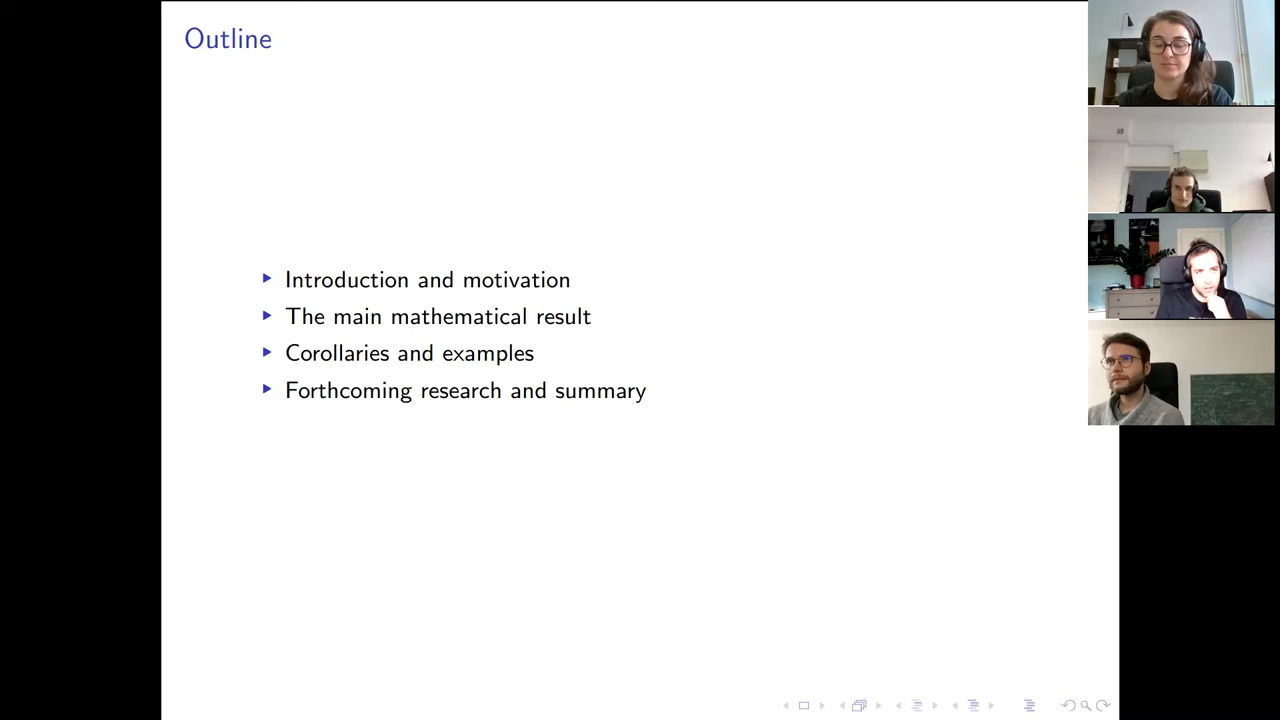 Outline
Introduction and motivation
The main mathematical result
Corollaries and examples
Forthcoming research and summary